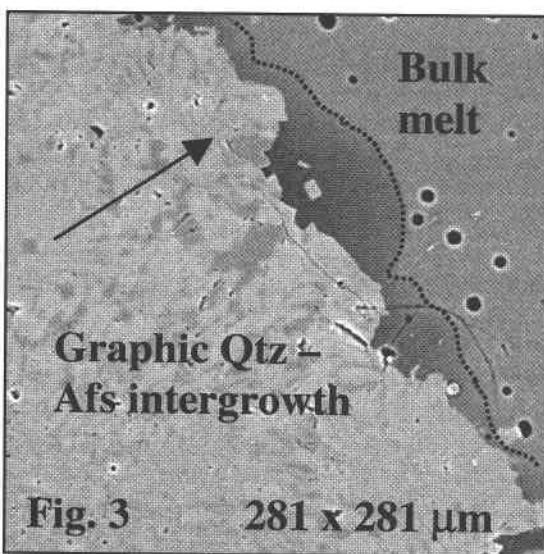 Bulk
melt
Graphic Qtz –
Afs intergrowth
Fig. 3 281 x 281 μm